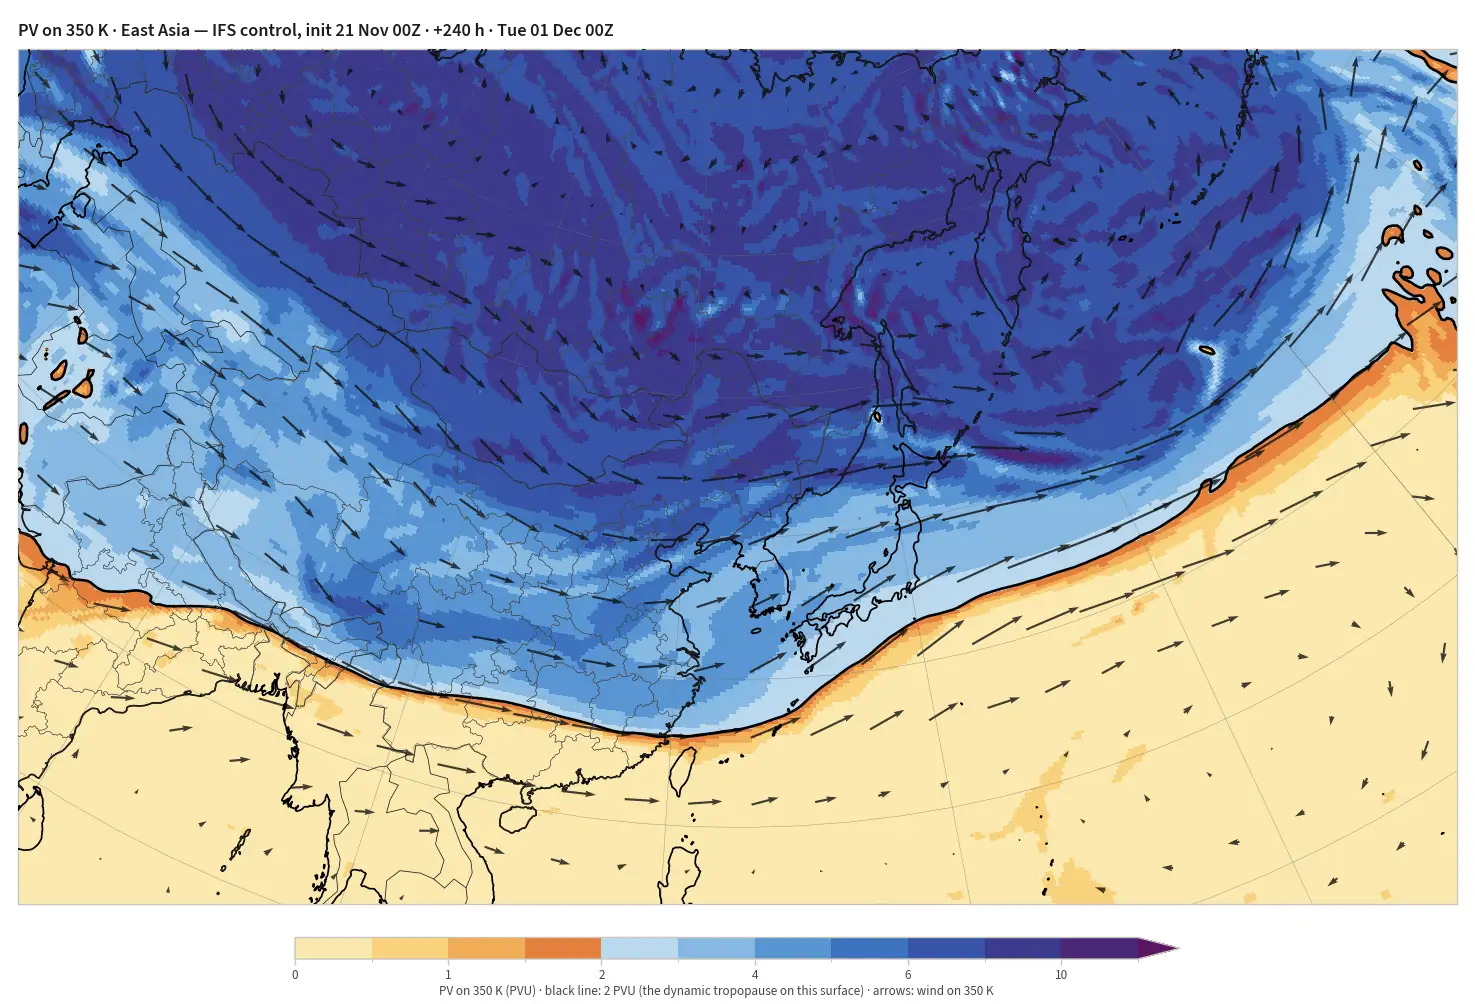 PV on 350 K · East Asia — IFS control, init 21 Nov 00Z · +240 h · Tue 01 Dec 00Z
0 1 2 4 6 10
PV on 350 K (PVU) · black line: 2 PVU (the dynamic tropopause on this surface) · arrows: wind on 350 K